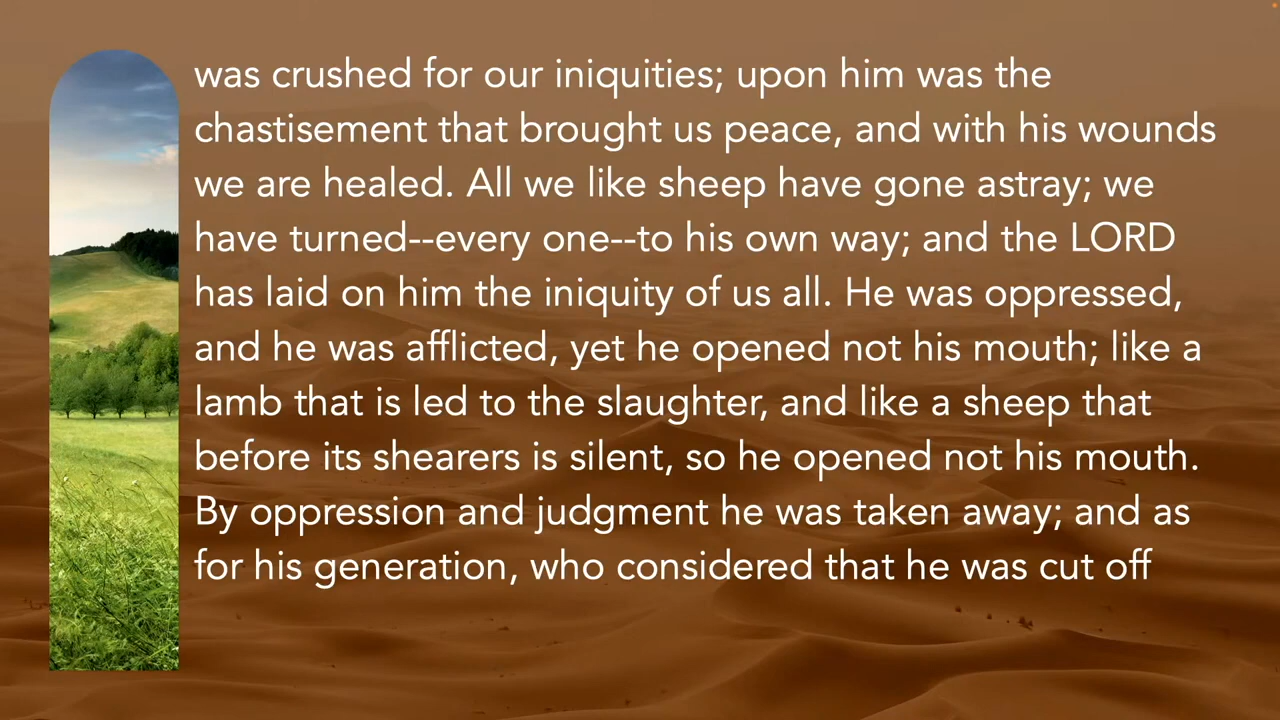 was crushed for our iniquities; upon him was the
chastisement that brought us peace, and with his wounds
we are healed. All we like sheep have gone astray; we
have turned--every one--to his own way; and the LORD
has laid on him the iniquity of us all. He was oppressed,
and he was afflicted, yet he opened not his mouth; like a
lamb that is led to the slaughter, and like a sheep that
before its shearers is silent, so he opened not his mouth.
By oppression and judgment he was taken away; and as
for his generation, who considered that he was cut off